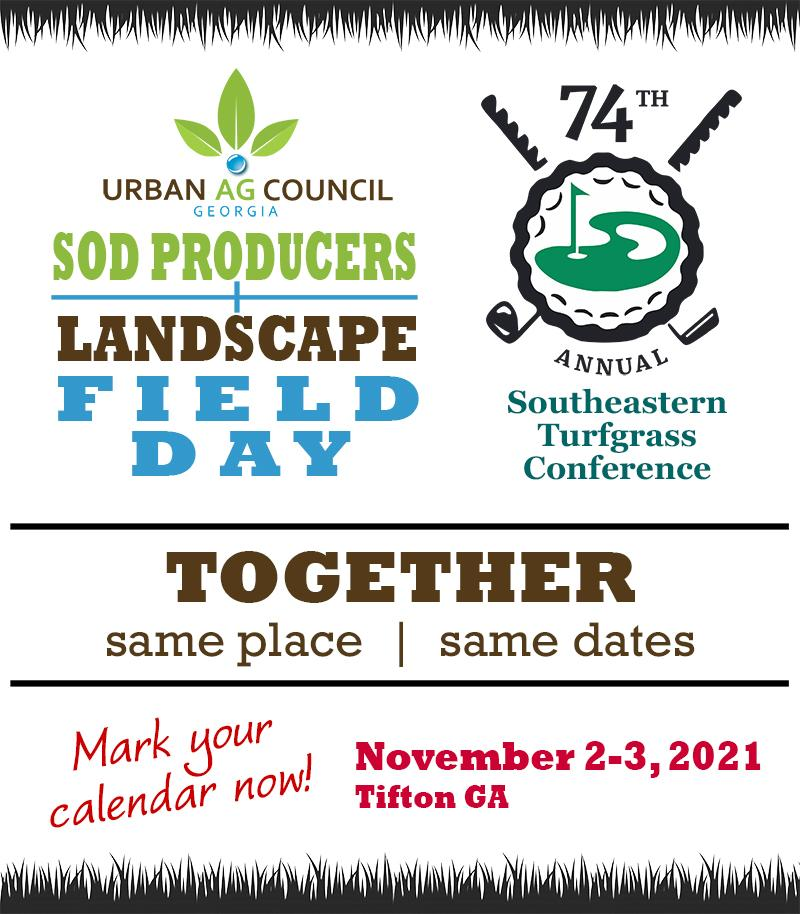 URBAN AG COUNCIL
GEORGIA
SOD PRODUCERS
LANDSCAPE
FIELD
DAY
74TH
ANNUAL
Southeastern
Turfgrass
Conference
TOGETHER
same place | same dates
Mark your
calendar now!
November 2-3, 2021
Tifton GA